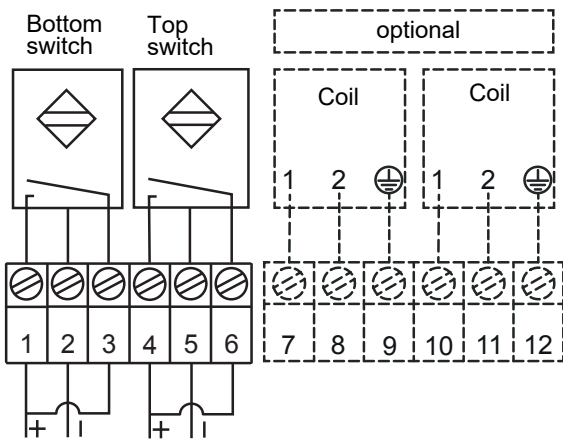 Bottom switch
Top switch
optional
Coil
Coil
1 2
1 2
1 2 3 4 5 6 7 8 9 10 11 12
+ –
+ –